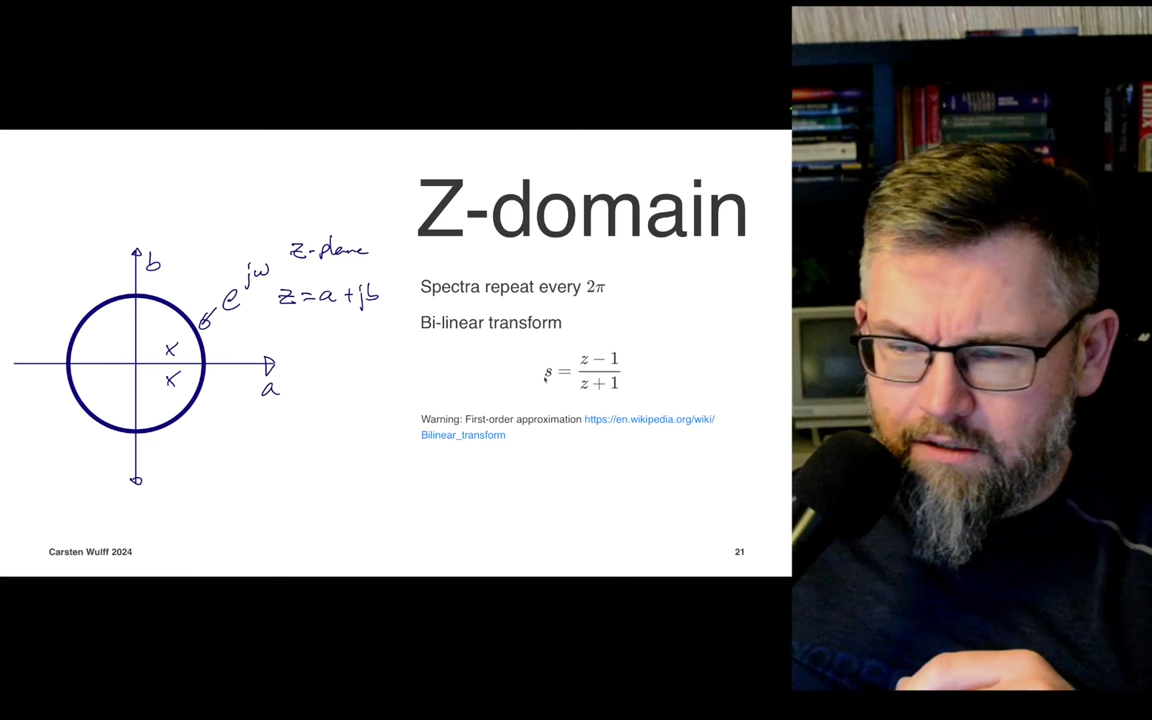 Z-domain
Spectra repeat every 2π
Bi-linear transform
s = (z − 1)/(z + 1)
Warning: First-order approximation https://en.wikipedia.org/wiki/
Bilinear_transform
b
z-plane
e^jω
z = a + jb
x
x
a
Carsten Wulff 2024
21